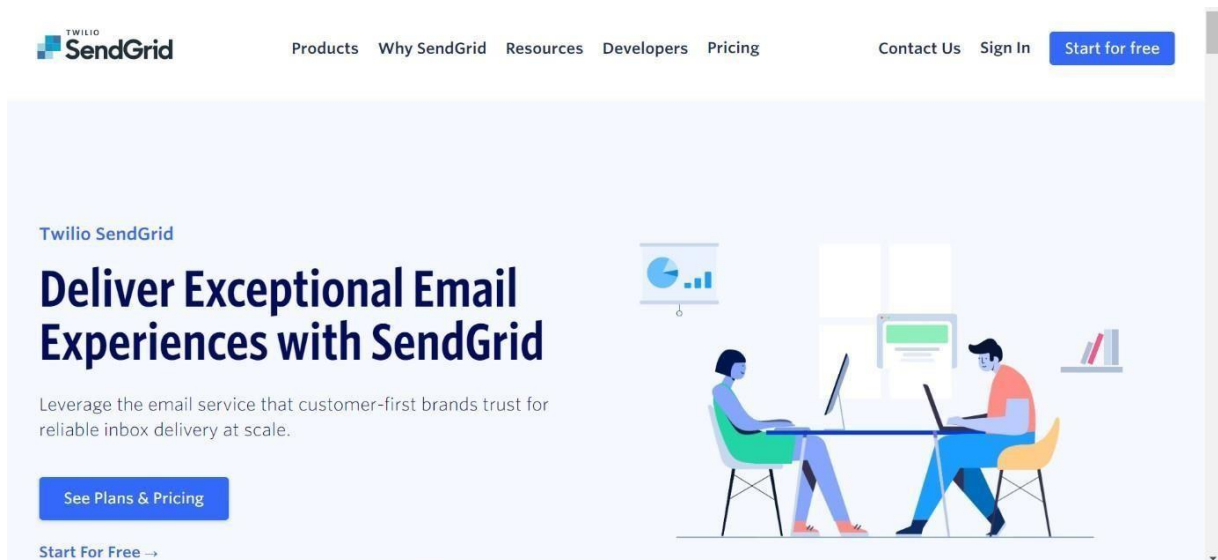 TWILIO
SendGrid
Products Why SendGrid Resources Developers Pricing Contact Us Sign In Start for free
Twilio SendGrid
Deliver Exceptional Email
Experiences with SendGrid
Leverage the email service that customer-first brands trust for
reliable inbox delivery at scale.
See Plans & Pricing
Start For Free →